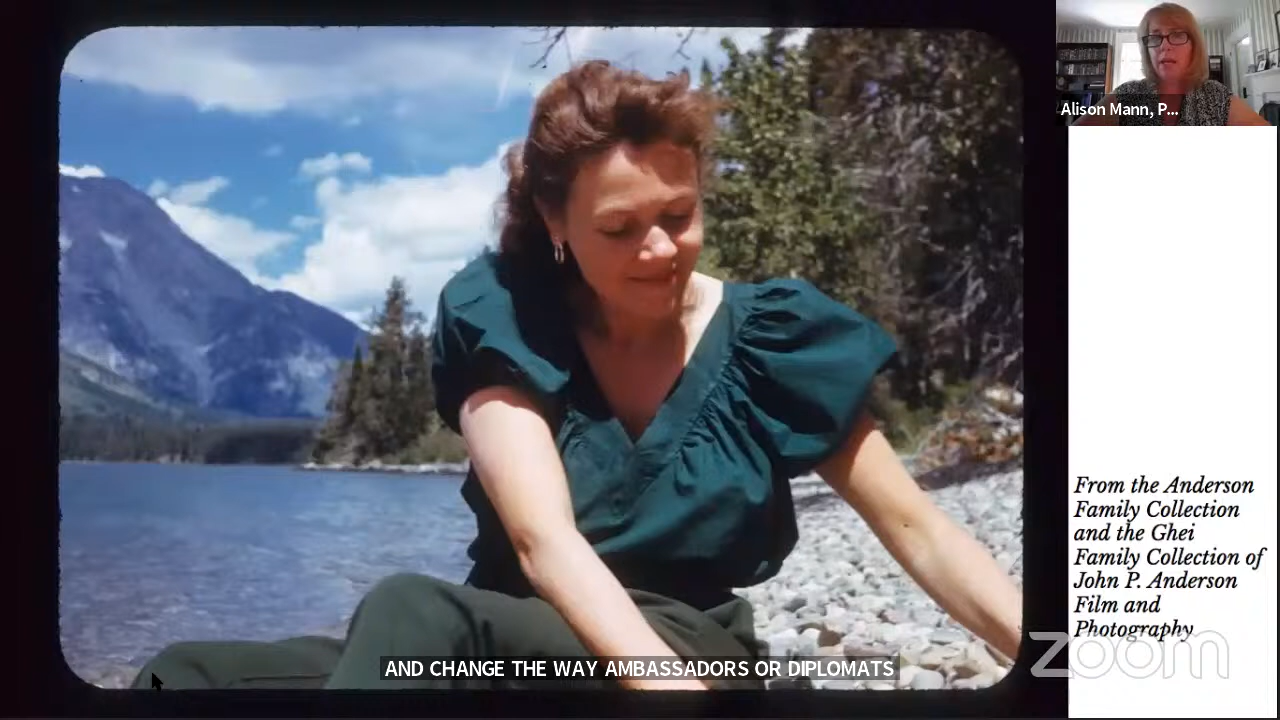 Alison Mann, P...
From the Anderson
Family Collection
and the Ghei
Family Collection of
John P. Anderson
Film and
Photography
zoom
AND CHANGE THE WAY AMBASSADORS OR DIPLOMATS